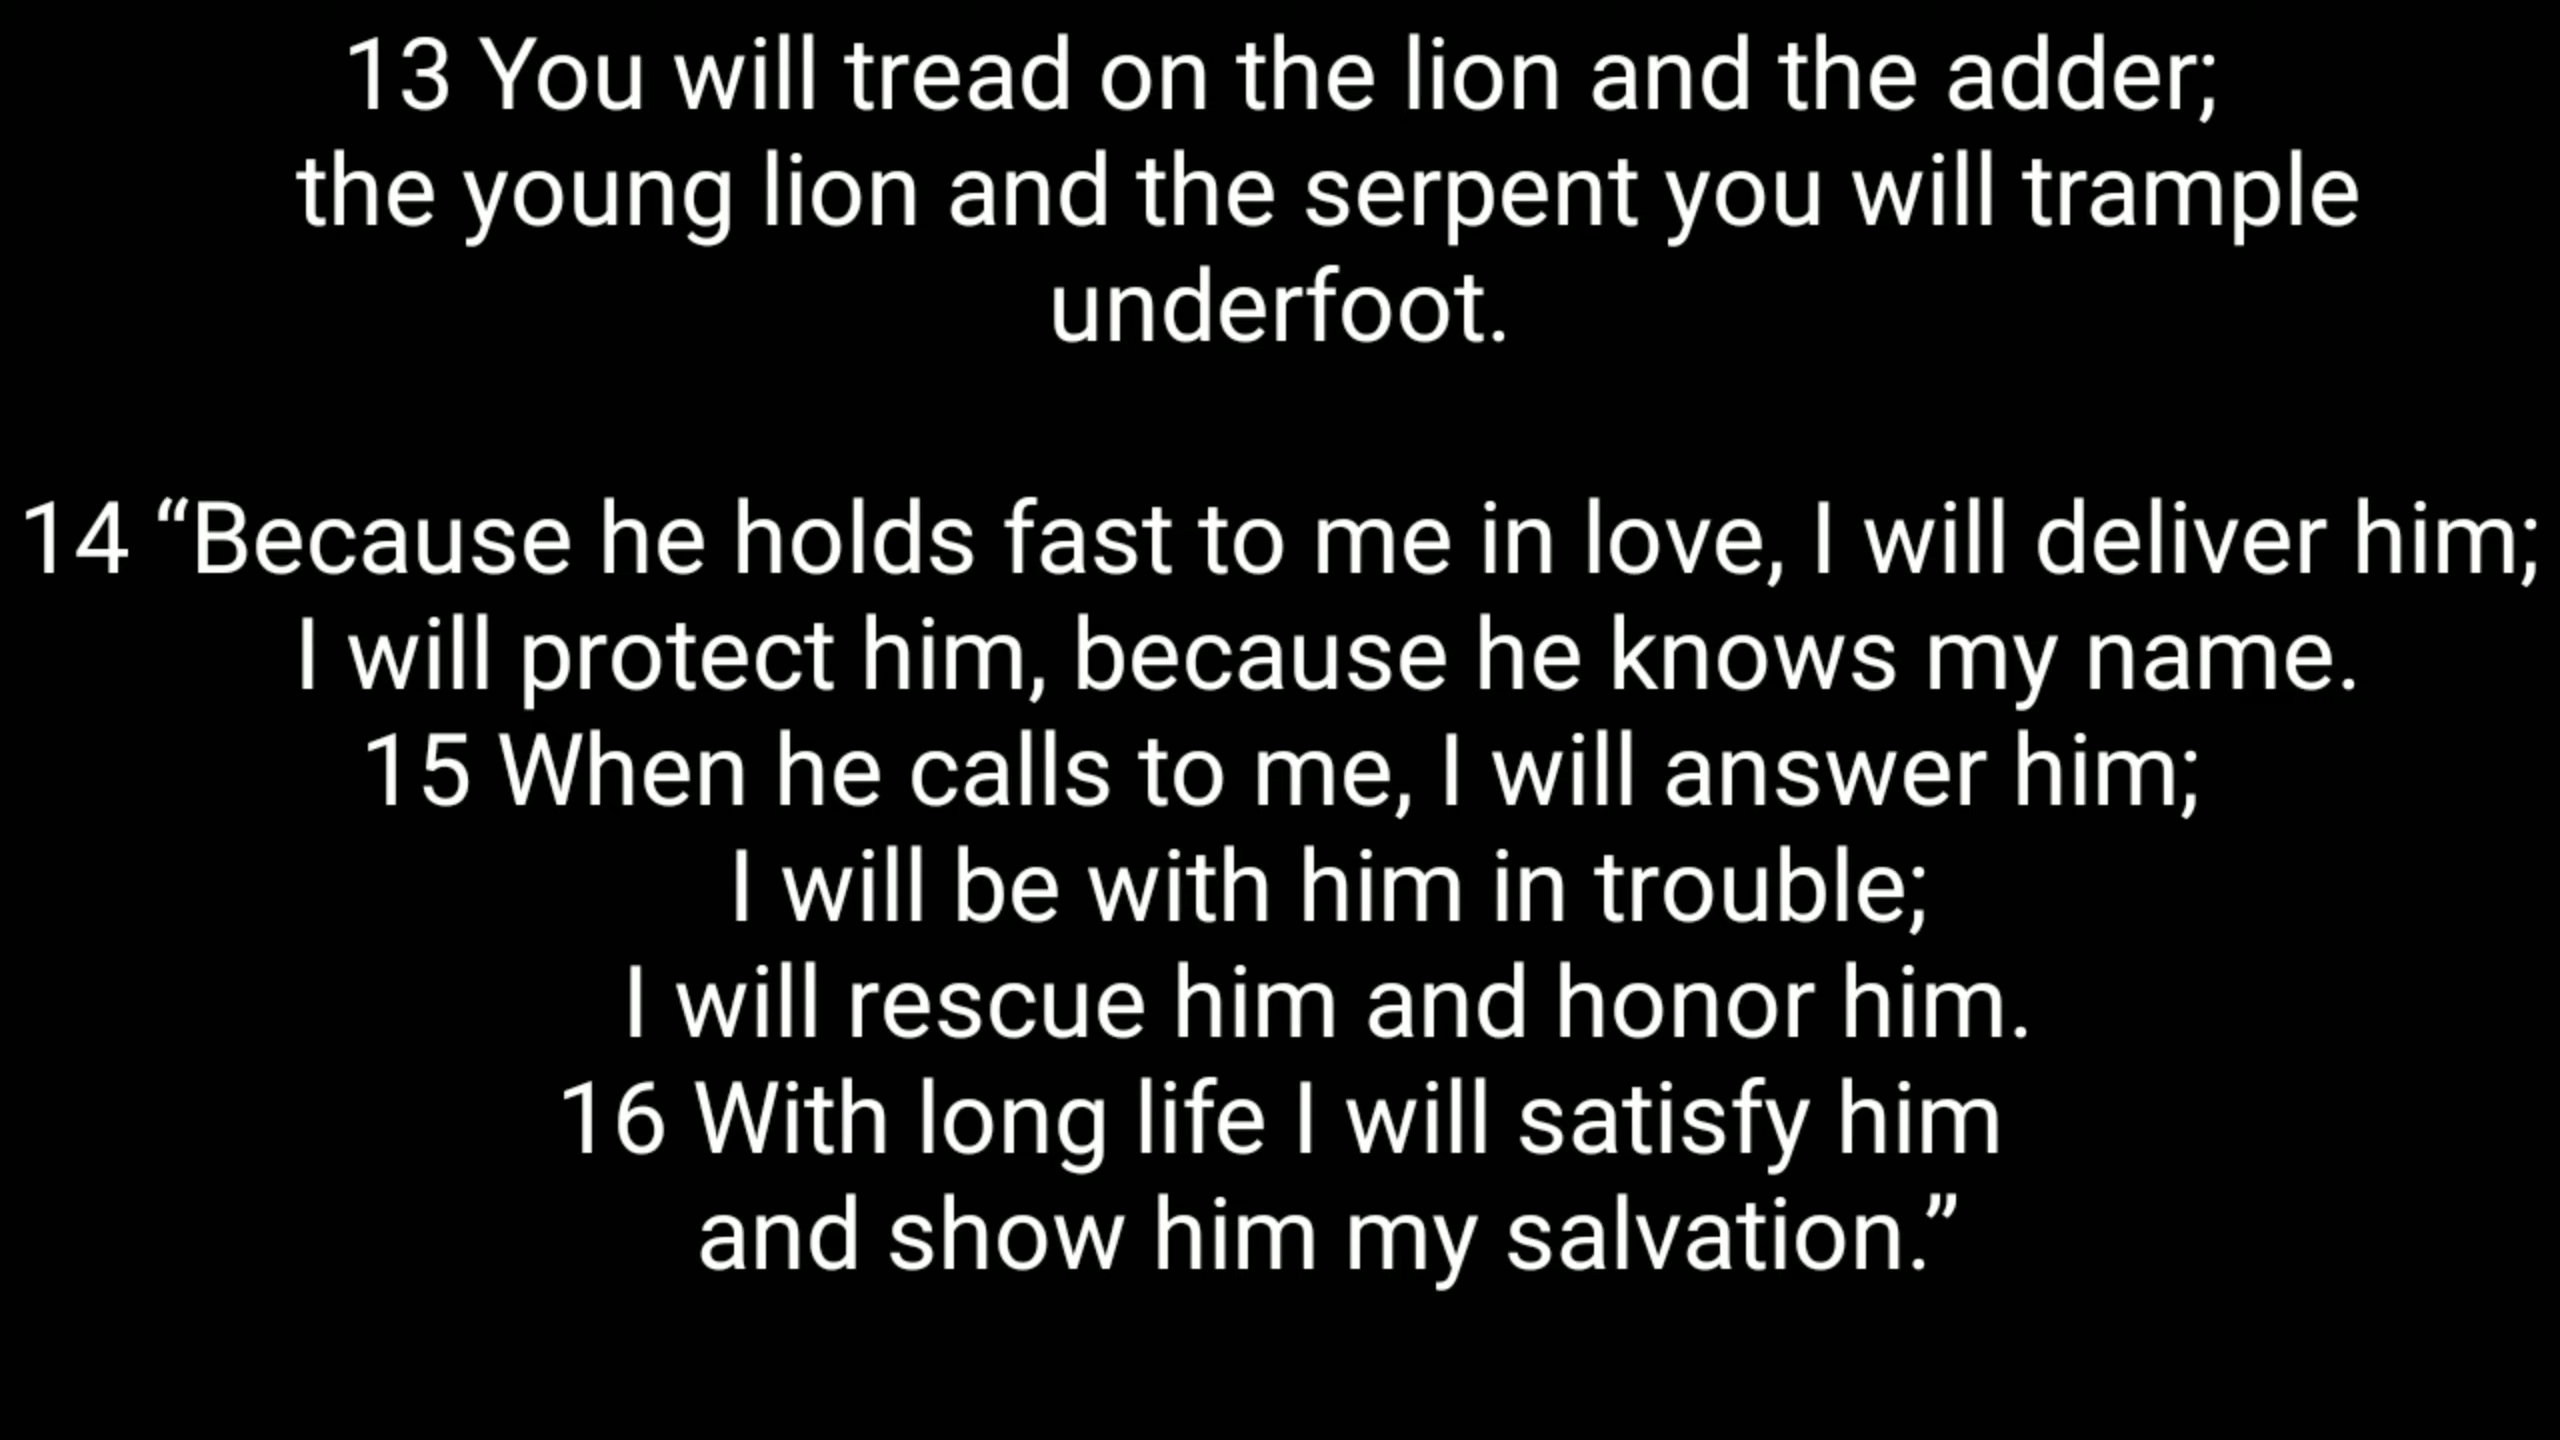 13 You will tread on the lion and the adder;
the young lion and the serpent you will trample
underfoot.
14 “Because he holds fast to me in love, I will deliver him;
I will protect him, because he knows my name.
15 When he calls to me, I will answer him;
I will be with him in trouble;
I will rescue him and honor him.
16 With long life I will satisfy him
and show him my salvation.”